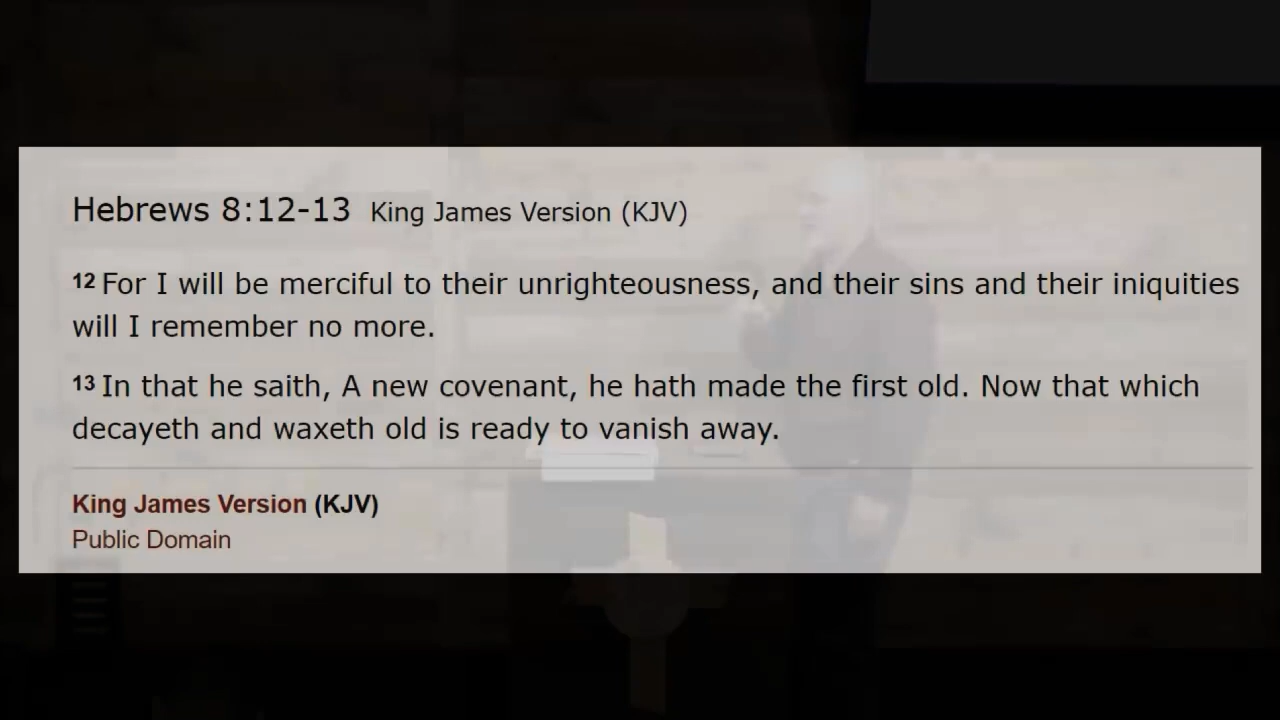 Hebrews 8:12-13 King James Version (KJV)
12 For I will be merciful to their unrighteousness, and their sins and their iniquities
will I remember no more.
13 In that he saith, A new covenant, he hath made the first old. Now that which
decayeth and waxeth old is ready to vanish away.
King James Version (KJV)
Public Domain